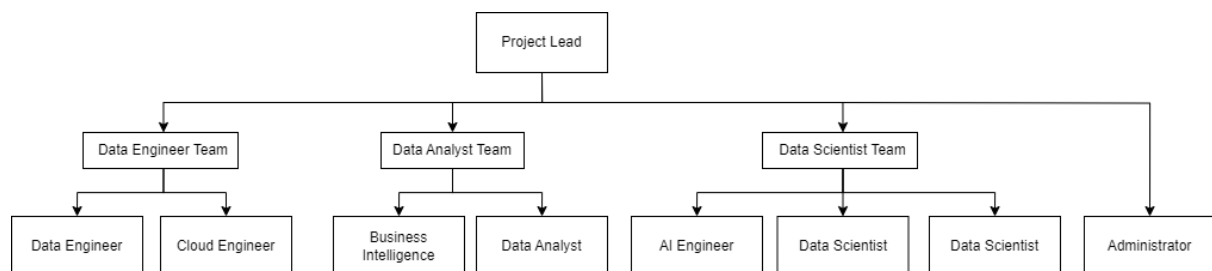 Project Lead
Data Engineer Team
Data Analyst Team
Data Scientist Team
Data Engineer
Cloud Engineer
Business
Intelligence
Data Analyst
AI Engineer
Data Scientist
Data Scientist
Administrator